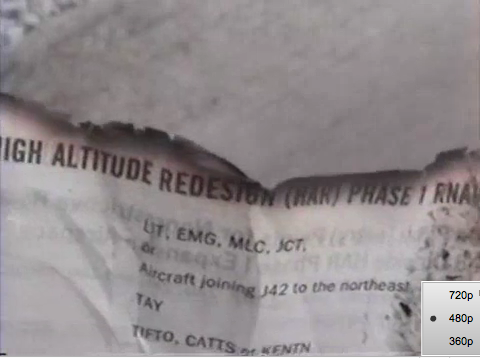 HIGH ALTITUDE REDESIGN (HAR) PHASE 1 RNA
LIT, EMG, MLC, JCT,
or
Aircraft joining J42 to the northeast
TAY
TIFTO, CATTS or KENTN
720p
480p
360p